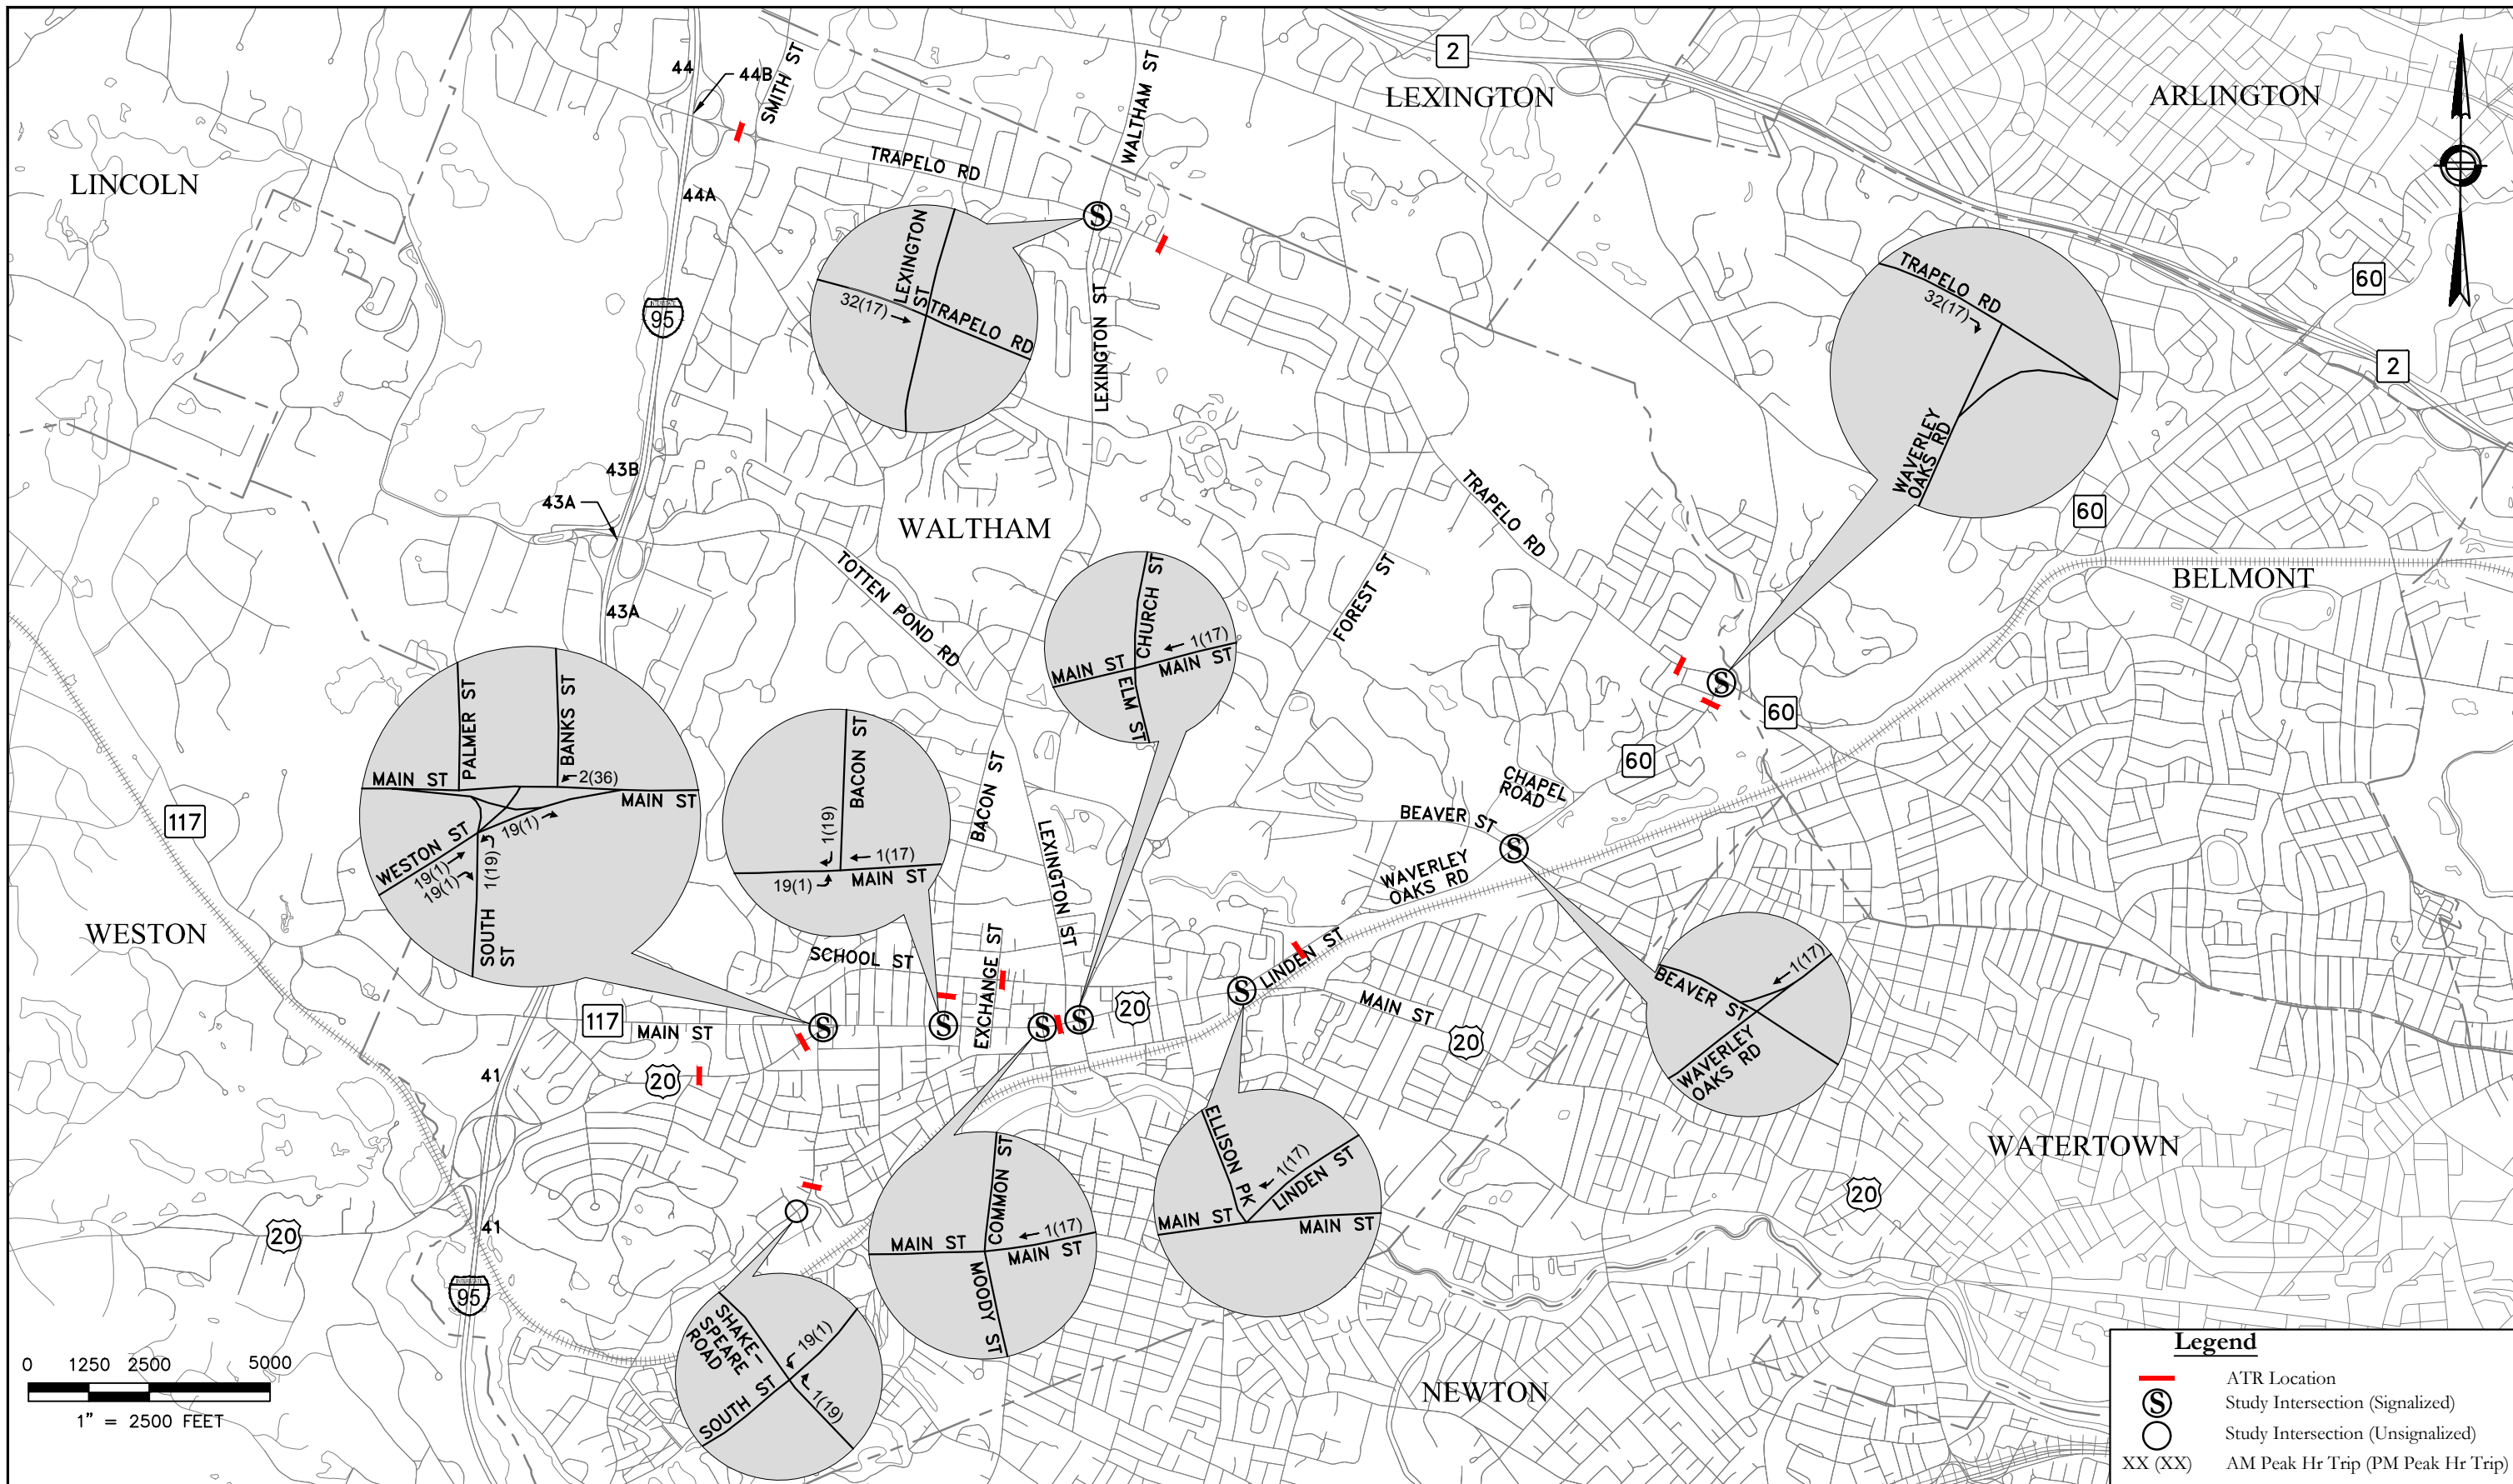 44
44B
SMITH ST
WALTHAM ST
2
LEXINGTON
ARLINGTON
LINCOLN
TRAPELO RD
44A
LEXINGTON
ST
TRAPELO RD
32(17)
95
LEXINGTON ST
TRAPELO RD
32(17)
WAVERLEY
OAKS RD
60
2
43B
43A
43A
WALTHAM
TOTTEN POND RD
TRAPELO RD
FOREST ST
60
BELMONT
CHURCH ST
1(17)
MAIN ST
MAIN ST
ELM ST
PALMER ST
BANKS ST
2(36)
MAIN ST
MAIN ST
WESTON ST
19(1)
19(1)
19(1)
1(19)
SOUTH
ST
BACON ST
1(19)
1(17)
19(1)
MAIN ST
BACON ST
LEXINGTON ST
60
60
CHAPEL
ROAD
BEAVER ST
S
WAVERLEY
OAKS RD
117
WESTON
SCHOOL ST
EXCHANGE ST
LINDEN ST
117
MAIN ST
S
S
S
S
20
S
MAIN ST
20
1(17)
BEAVER ST
WAVERLEY
OAKS RD
S
S
41
20
ELLISON PK
1(17)
LINDEN ST
MAIN ST
MAIN ST
COMMON ST
1(17)
MAIN ST
MAIN ST
MOODY ST
WATERTOWN
20
20
41
95
SHAKE-
SPEARE
ROAD
19(1)
SOUTH ST
1(19)
NEWTON
0 1250 2500 5000
1" = 2500 FEET
Legend
ATR Location
S Study Intersection (Signalized)
Study Intersection (Unsignalized)
XX (XX) AM Peak Hr Trip (PM Peak Hr Trip)